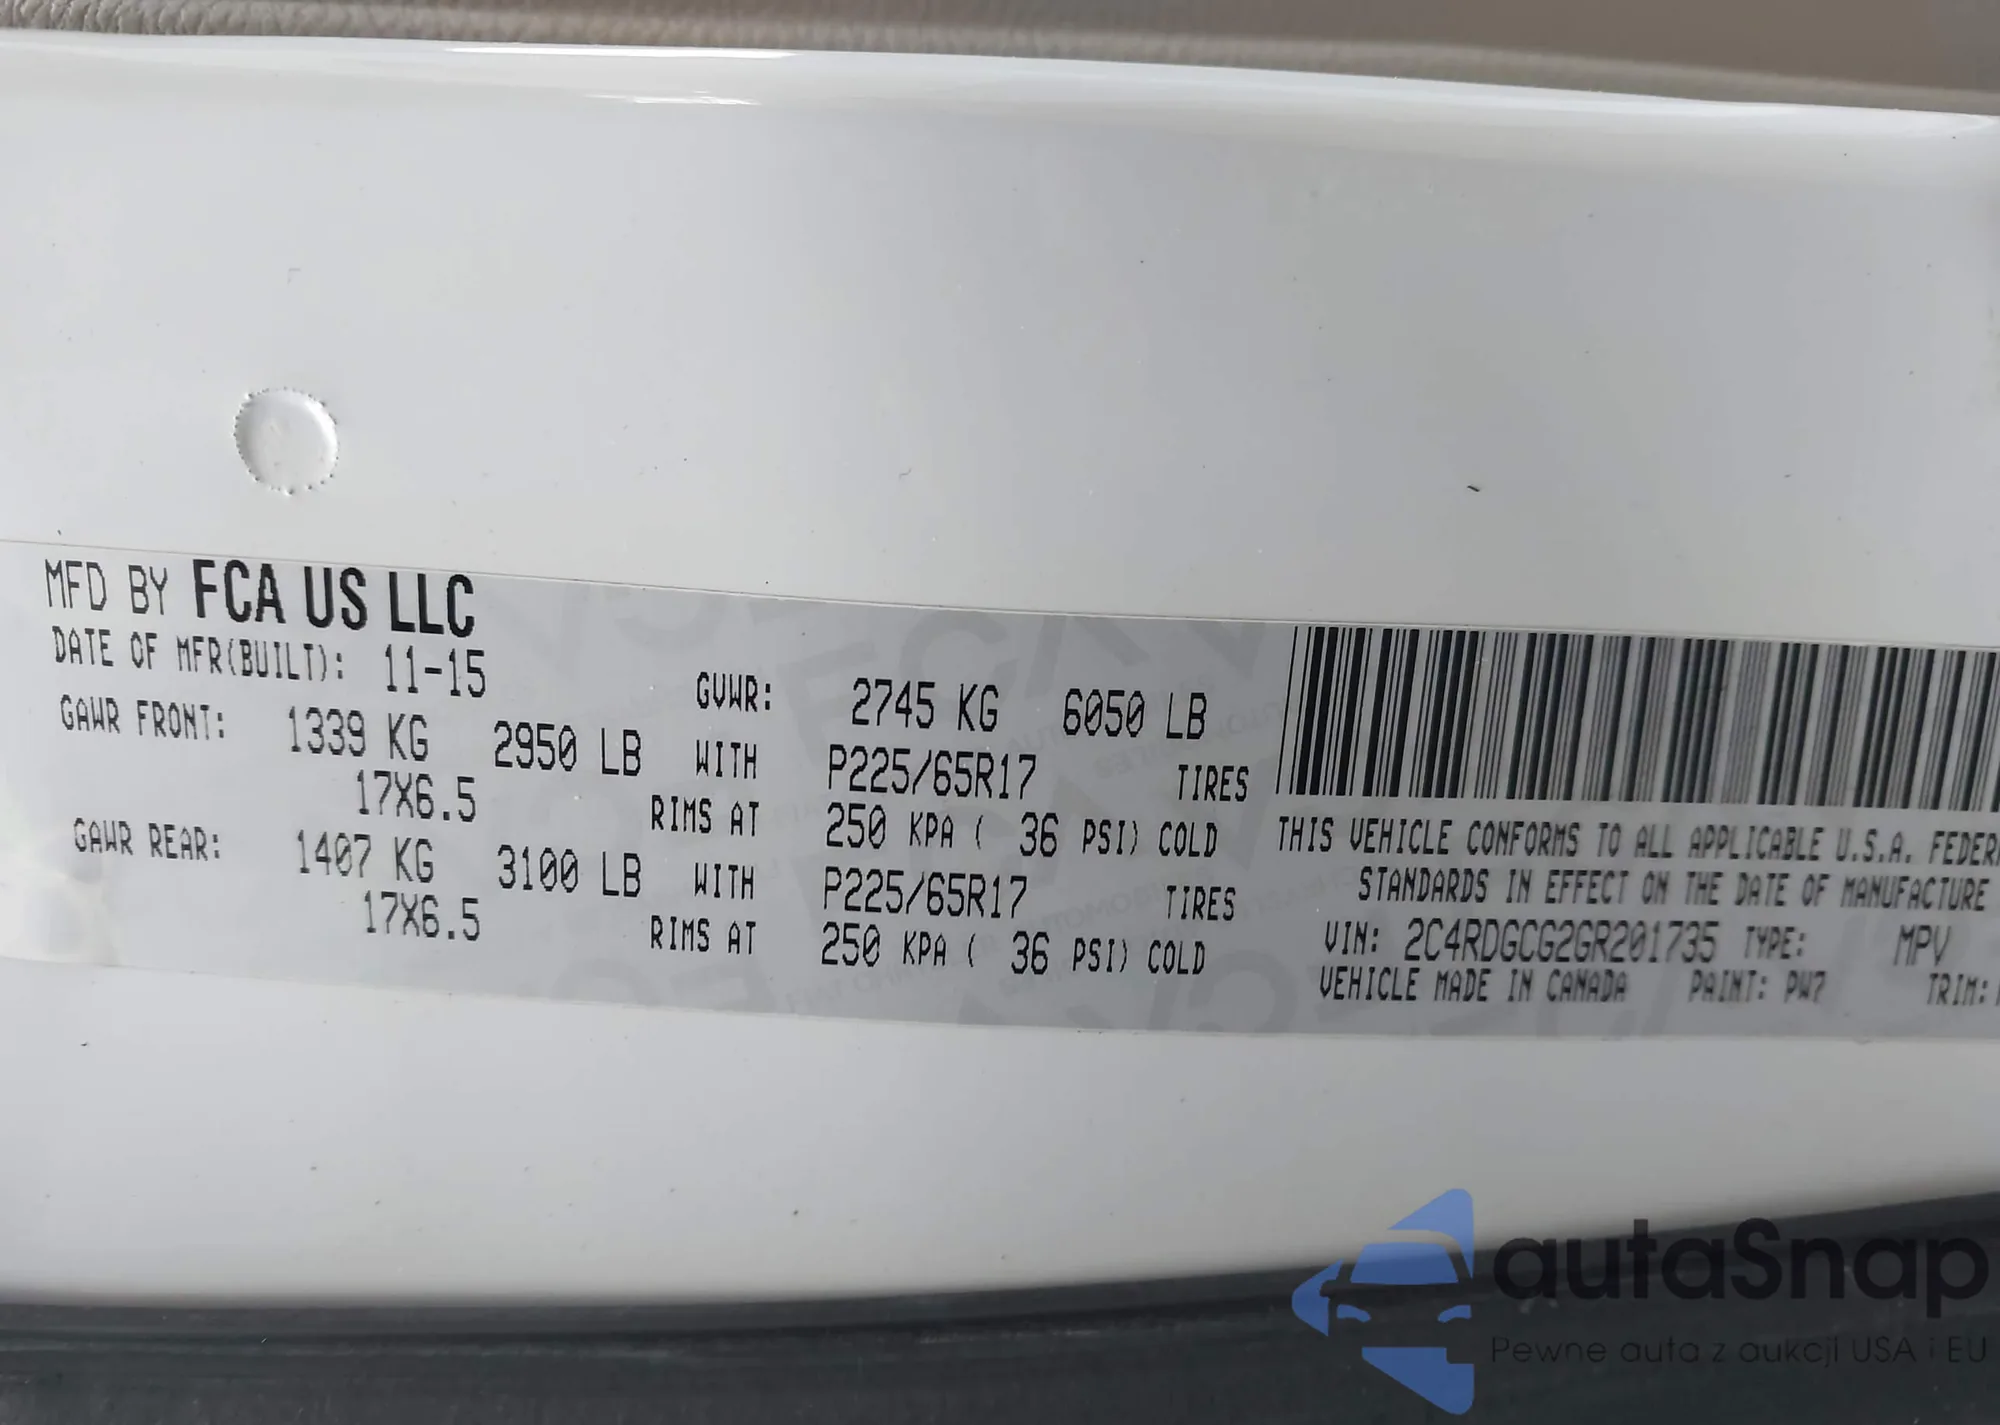 MFD BY FCA US LLC
DATE OF MFR(BUILT): 11-15
GVWR: 2745 KG 6050 LB
GAWR FRONT: 1339 KG 2950 LB WITH P225/65R17 TIRES
17X6.5 RIMS AT 250 KPA ( 36 PSI) COLD
GAWR REAR: 1407 KG 3100 LB WITH P225/65R17 TIRES
17X6.5 RIMS AT 250 KPA ( 36 PSI) COLD
THIS VEHICLE CONFORMS TO ALL APPLICABLE U.S.A. FEDER
STANDARDS IN EFFECT ON THE DATE OF MANUFACTURE
VIN: 2C4RDGCG2GR201735 TYPE: MPV
VEHICLE MADE IN CANADA PAINT: PW7 TRIM:
autaSnap
Pewne auta z aukcji USA i EU